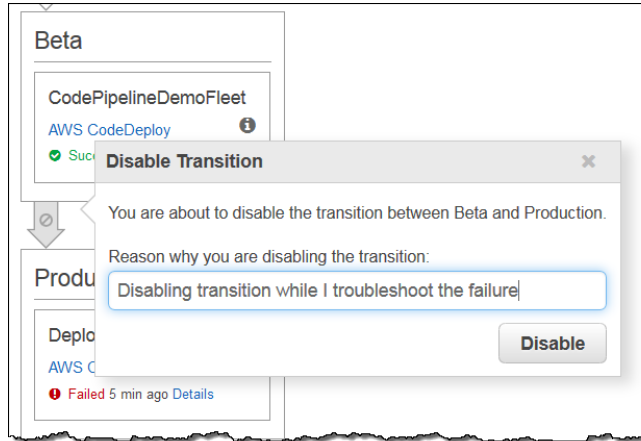 Beta
CodePipelineDemoFleet
AWS CodeDeploy
Disable Transition
You are about to disable the transition between Beta and Production.
Reason why you are disabling the transition:
Disabling transition while I troubleshoot the failure
Disable
Failed 5 min ago Details